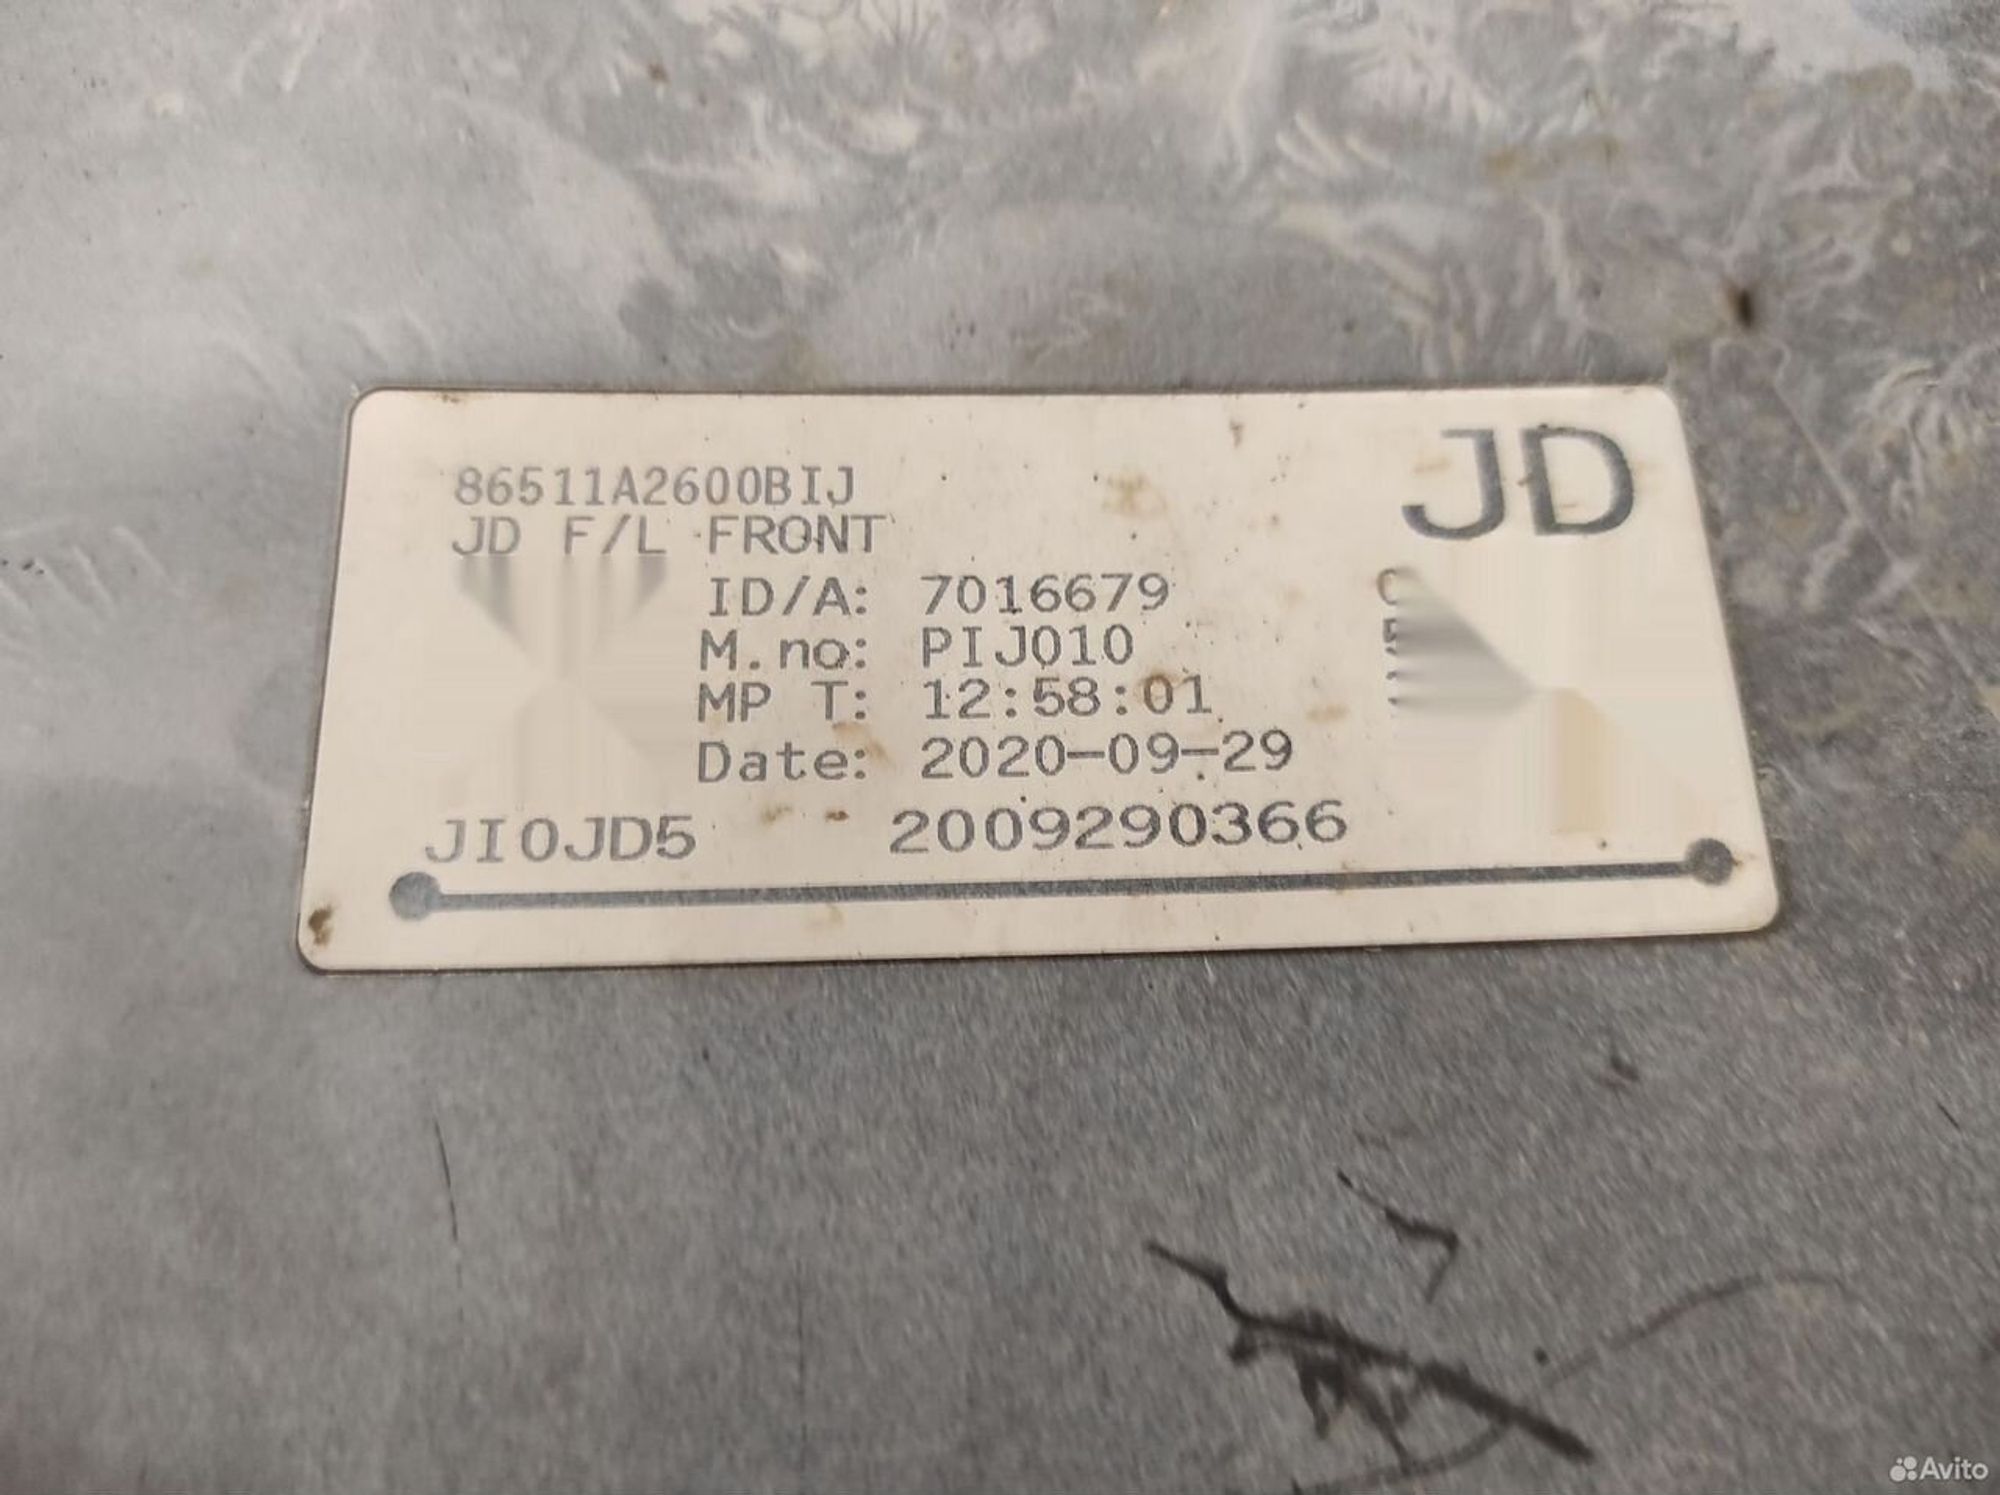 86511A2600BIJ
JD F/L FRONT
JD
ID/A: 7016679
M.no: PIJ010
MP T: 12:58:01
Date: 2020-09-29
JI0JD5 2009290366
Avito